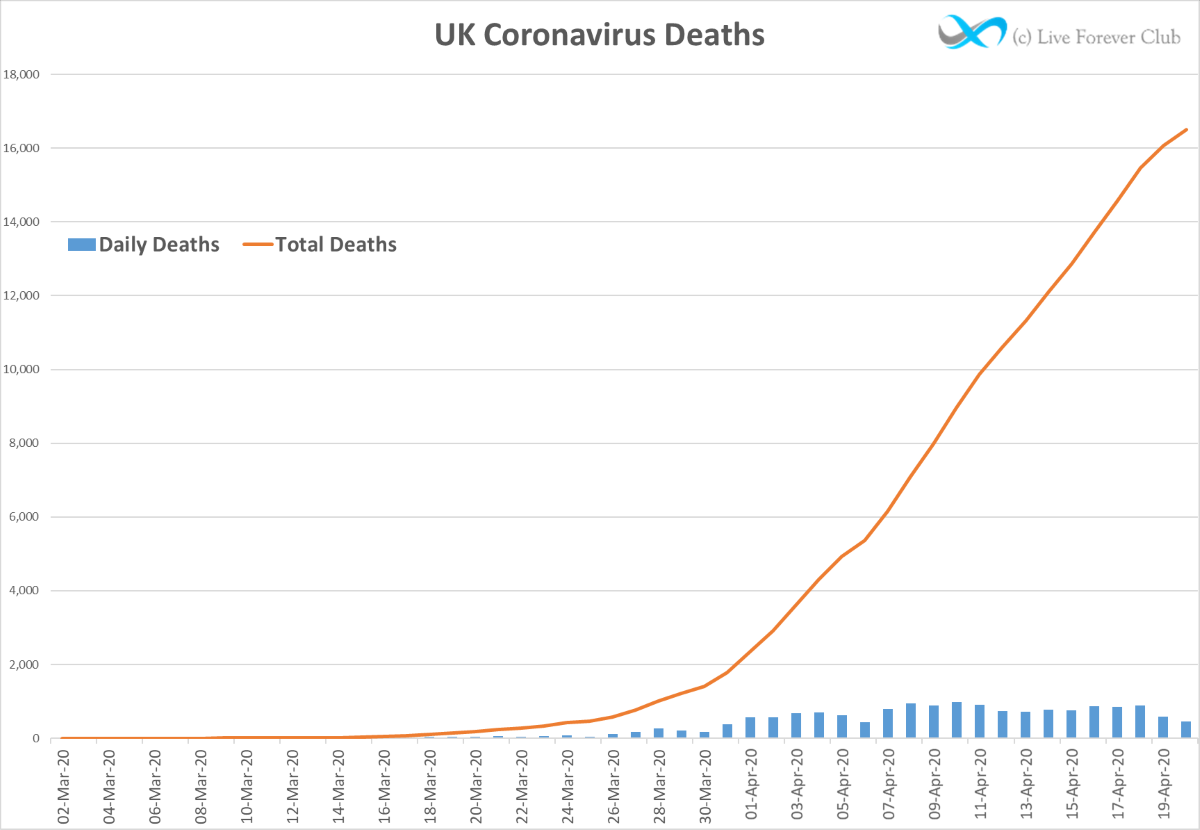 UK Coronavirus Deaths
(c) Live Forever Club
18,000
16,000
14,000
Daily Deaths Total Deaths
12,000
10,000
8,000
6,000
4,000
2,000
0
02-Mar-20
04-Mar-20
06-Mar-20
08-Mar-20
10-Mar-20
12-Mar-20
14-Mar-20
16-Mar-20
18-Mar-20
20-Mar-20
22-Mar-20
24-Mar-20
26-Mar-20
28-Mar-20
30-Mar-20
01-Apr-20
03-Apr-20
05-Apr-20
07-Apr-20
09-Apr-20
11-Apr-20
13-Apr-20
15-Apr-20
17-Apr-20
19-Apr-20